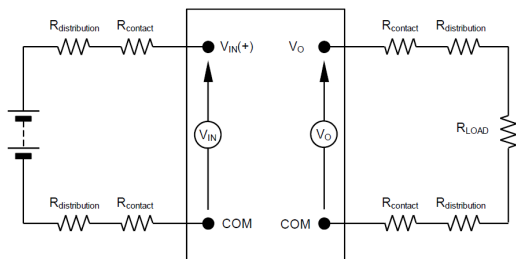 Rdistribution Rcontact
VIN(+) VO
Rcontact Rdistribution
VIN
VO
RLOAD
Rdistribution Rcontact
COM COM
Rcontact Rdistribution